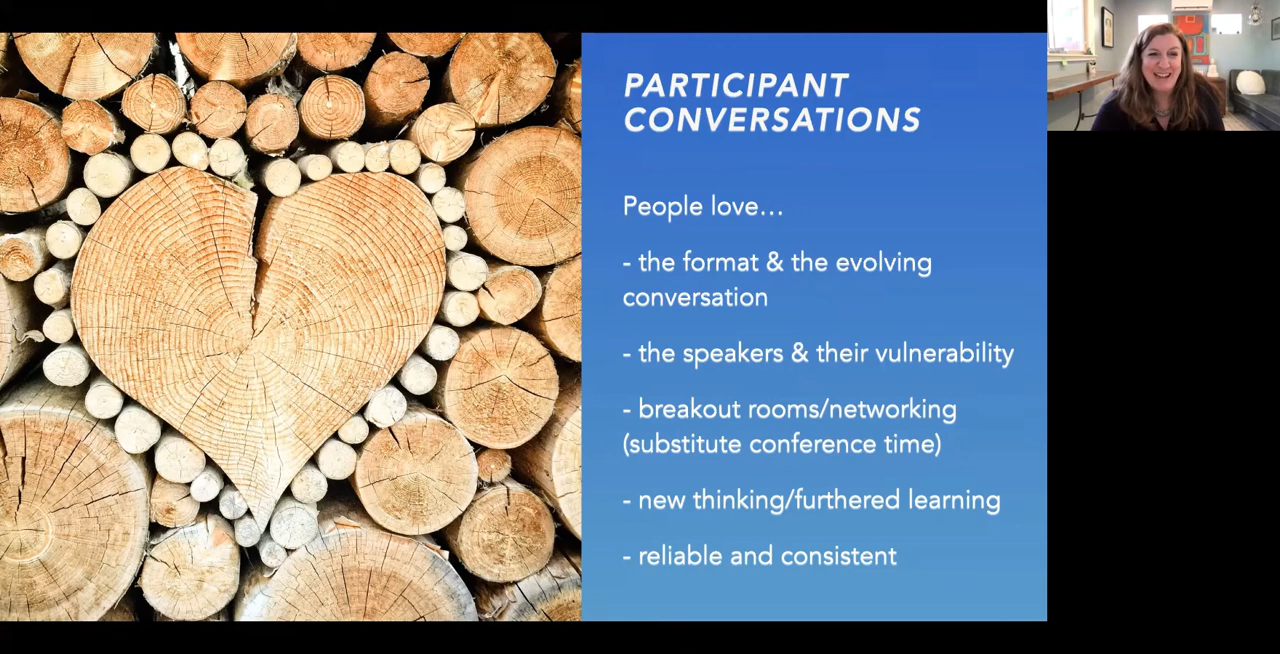 PARTICIPANT
CONVERSATIONS
People love…
- the format & the evolving
conversation
- the speakers & their vulnerability
- breakout rooms/networking
(substitute conference time)
- new thinking/furthered learning
- reliable and consistent